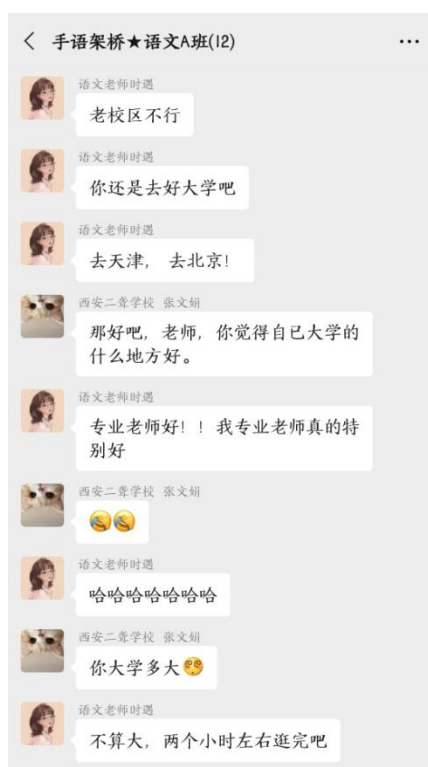 手语架桥★语文A班(12)
语文老师时遇
老校区不行
语文老师时遇
你还是去好大学吧
语文老师时遇
去天津， 去北京！
西安二聋学校 张文娟
那好吧，老师，你觉得自己大学的
什么地方好。
语文老师时遇
专业老师好！！我专业老师真的特
别好
西安二聋学校 张文娟
语文老师时遇
哈哈哈哈哈哈哈
西安二聋学校 张文娟
你大学多大
语文老师时遇
不算大，两个小时左右逛完吧